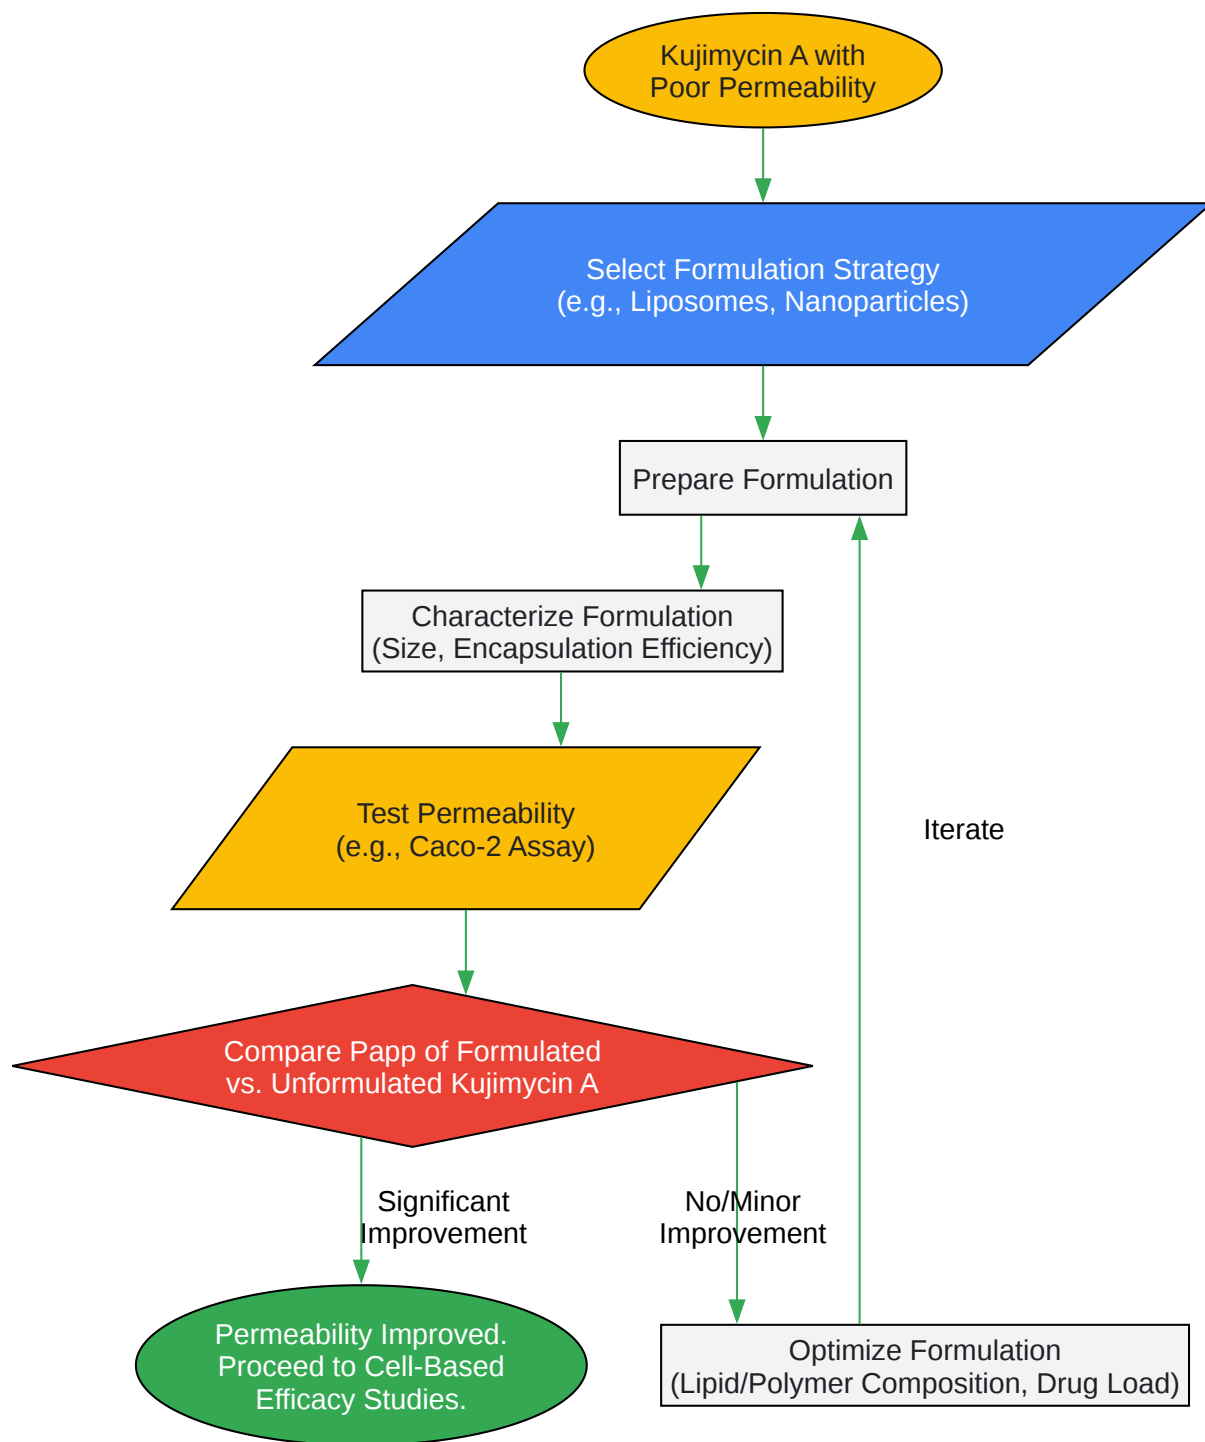 Kujimycin A with
Poor Permeability
Select Formulation Strategy
(e.g., Liposomes, Nanoparticles)
Prepare Formulation
Characterize Formulation
(Size, Encapsulation Efficiency)
Test Permeability
(e.g., Caco-2 Assay)
Iterate
Compare Papp of Formulated
vs. Unformulated Kujimycin A
Significant
Improvement
No/Minor
Improvement
Permeability Improved.
Proceed to Cell-Based
Efficacy Studies.
Optimize Formulation
(Lipid/Polymer Composition, Drug Load)